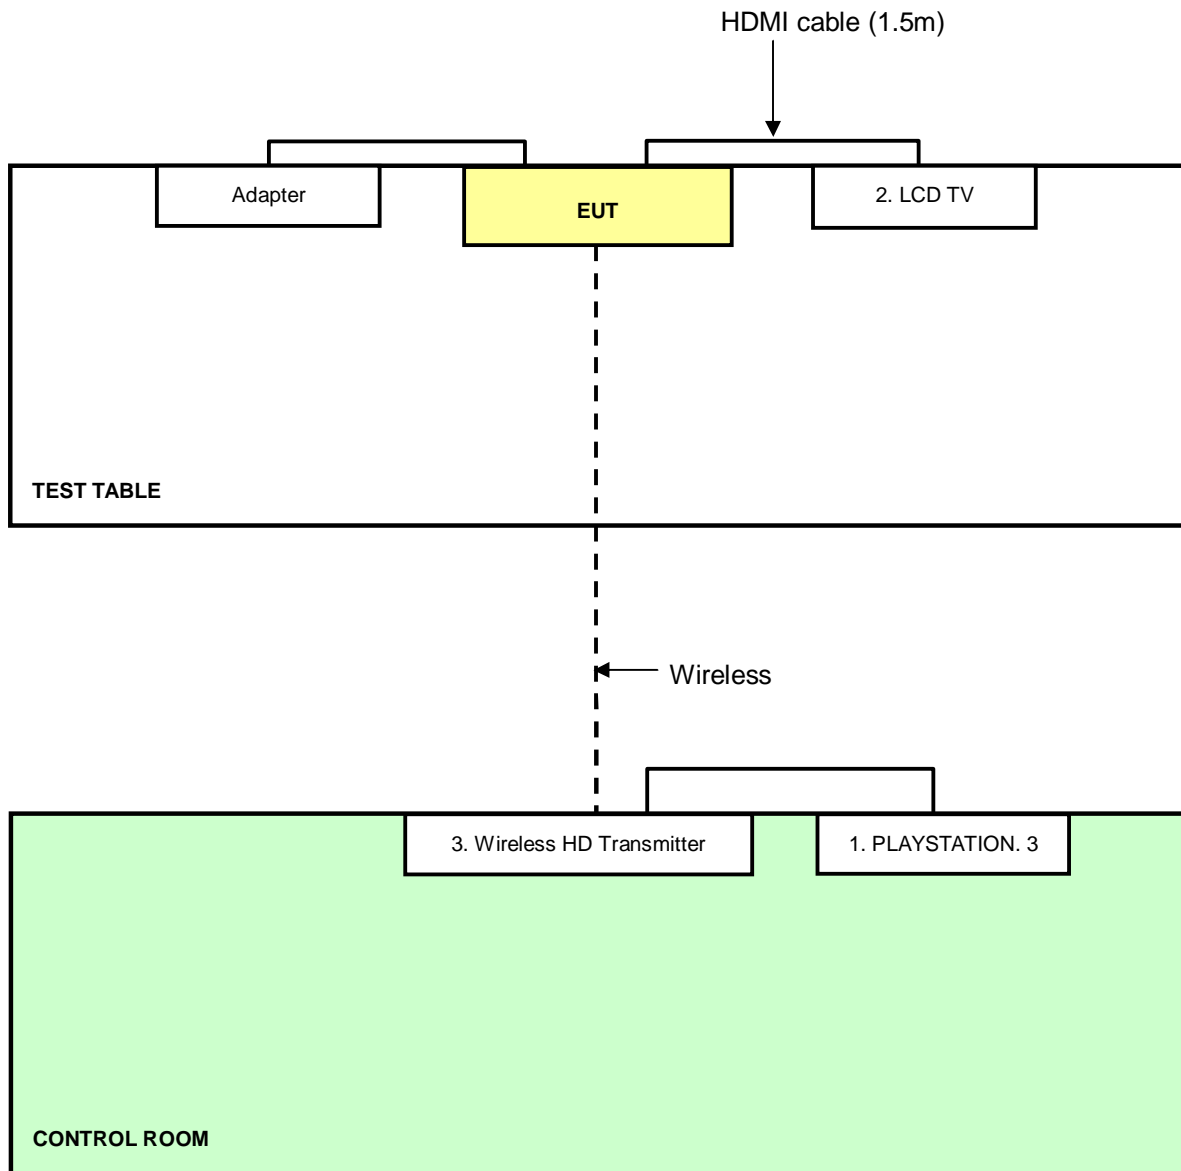 HDMI cable (1.5m)
Adapter
EUT
2. LCD TV
TEST TABLE
Wireless
3. Wireless HD Transmitter
1. PLAYSTATION. 3
CONTROL ROOM